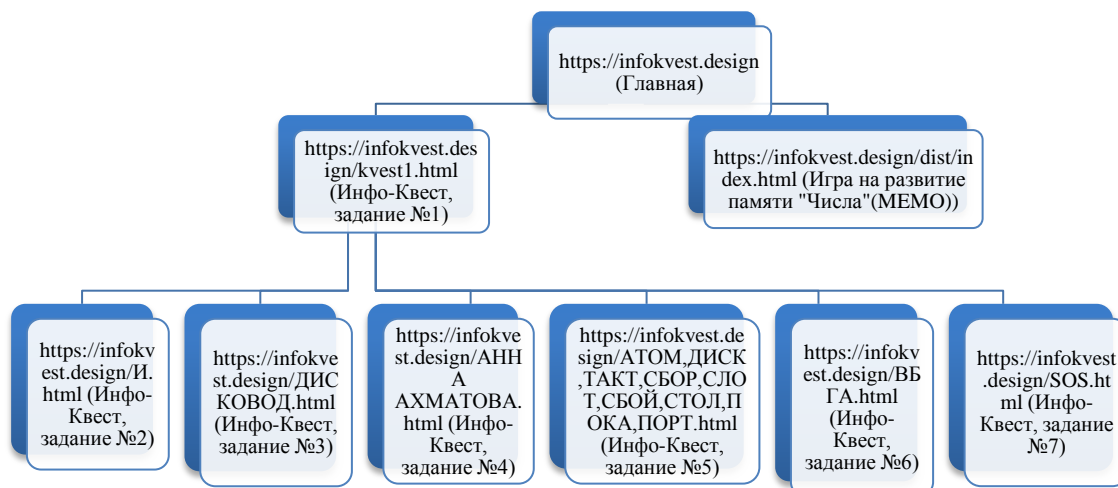 https://infokvest.design
(Главная)
https://infokvest.des
ign/kvest1.html
(Инфо-Квест,
задание №1)
https://infokvest.design/dist/in
dex.html (Игра на развитие
памяти "Числа"(МЕМО))
https://infokv
est.design/И.
html (Инфо-
Квест,
задание №2)
https://infokve
st.design/ДИС
КОВОД.html
(Инфо-Квест,
задание №3)
https://infokve
st.design/АНН
А
АХМАТОВА.
html (Инфо-
Квест,
задание №4)
https://infokvest.de
sign/АТОМ,ДИСК
,ТАКТ,СБОР,СЛО
Т,СБОЙ,СТОЛ,П
ОКА,ПОРТ.html
(Инфо-Квест,
задание №5)
https://infokv
est.design/ВБ
ГА.html
(Инфо-
Квест,
задание №6)
https://infokvest
.design/SOS.ht
ml (Инфо-
Квест, задание
№7)